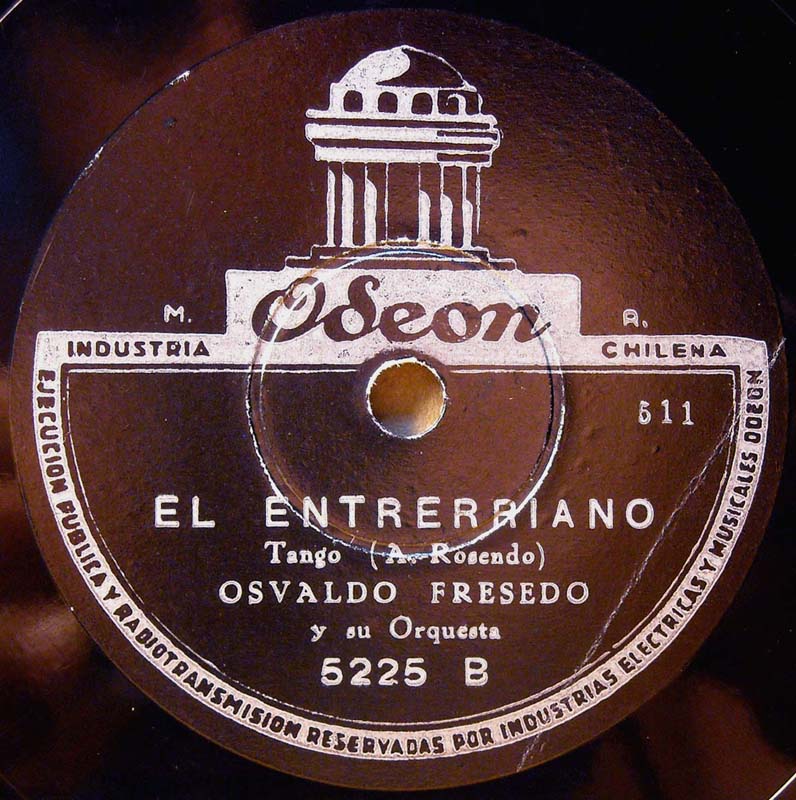 Odeon
M. R.
INDUSTRIA CHILENA
511
EL ENTRERRIANO
Tango (A. Rosendo)
OSVALDO FRESEDO
y su Orquesta
5225 B
EJECUCION PUBLICA Y RADIOTRANSMISION RESERVADAS POR INDUSTRIAS ELECTRICAS Y MUSICALES ODEON